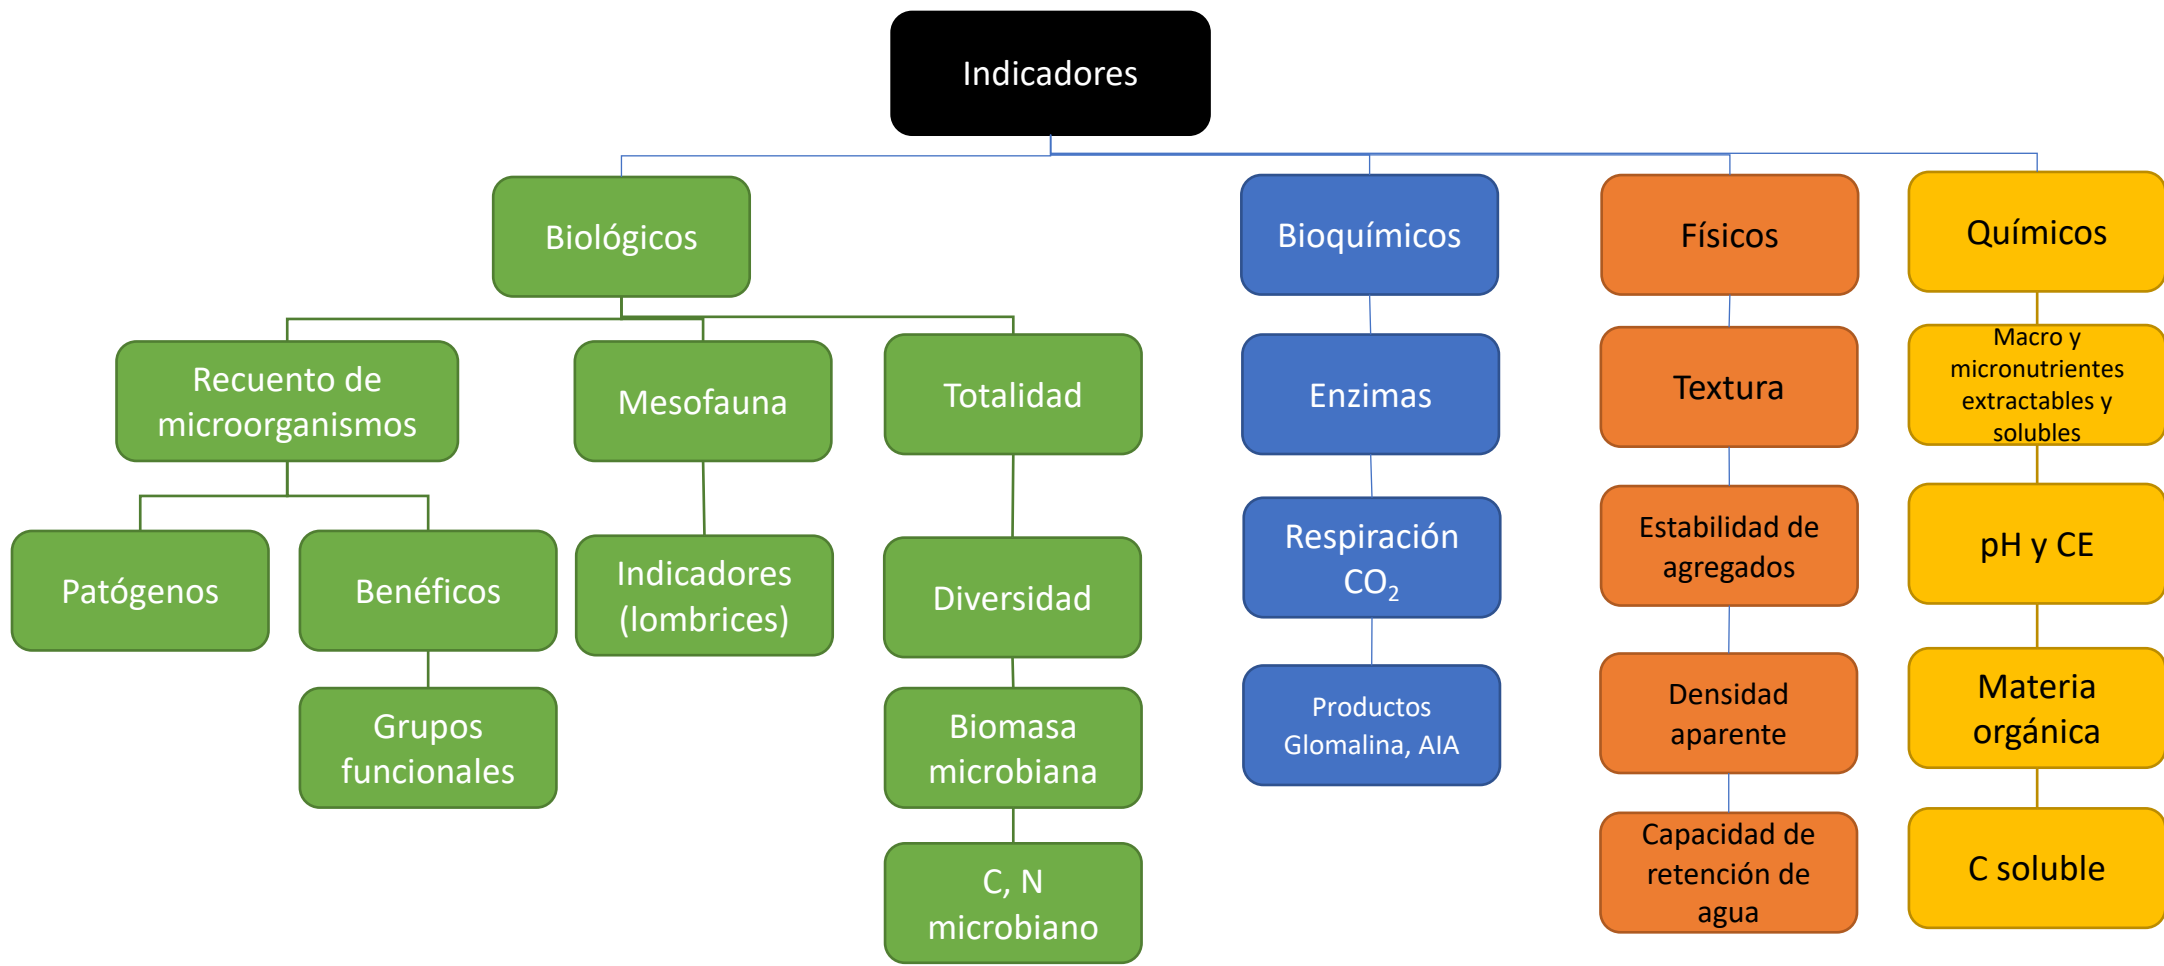 Indicadores
Biológicos
Bioquímicos
Físicos
Químicos
Recuento de
microorganismos
Mesofauna
Totalidad
Enzimas
Textura
Macro y
micronutrientes
extractables y
solubles
Patógenos
Benéficos
Indicadores
(lombrices)
Diversidad
Respiración
CO₂
Estabilidad de
agregados
pH y CE
Grupos
funcionales
Biomasa
microbiana
Productos
Glomalina, AIA
Densidad
aparente
Materia
orgánica
C, N
microbiano
Capacidad de
retención de
agua
C soluble